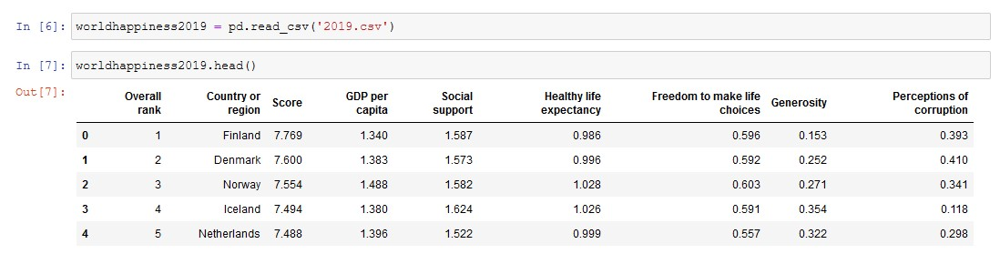 In [6]: worldhappiness2019 = pd.read_csv('2019.csv')
In [7]: worldhappiness2019.head()
Out[7]:
Overall rank Country or region Score GDP per capita Social support Healthy life expectancy Freedom to make life choices Generosity Perceptions of corruption
0 1 Finland 7.769 1.340 1.587 0.986 0.596 0.153 0.393
1 2 Denmark 7.600 1.383 1.573 0.996 0.592 0.252 0.410
2 3 Norway 7.554 1.488 1.582 1.028 0.603 0.271 0.341
3 4 Iceland 7.494 1.380 1.624 1.026 0.591 0.354 0.118
4 5 Netherlands 7.488 1.396 1.522 0.999 0.557 0.322 0.298